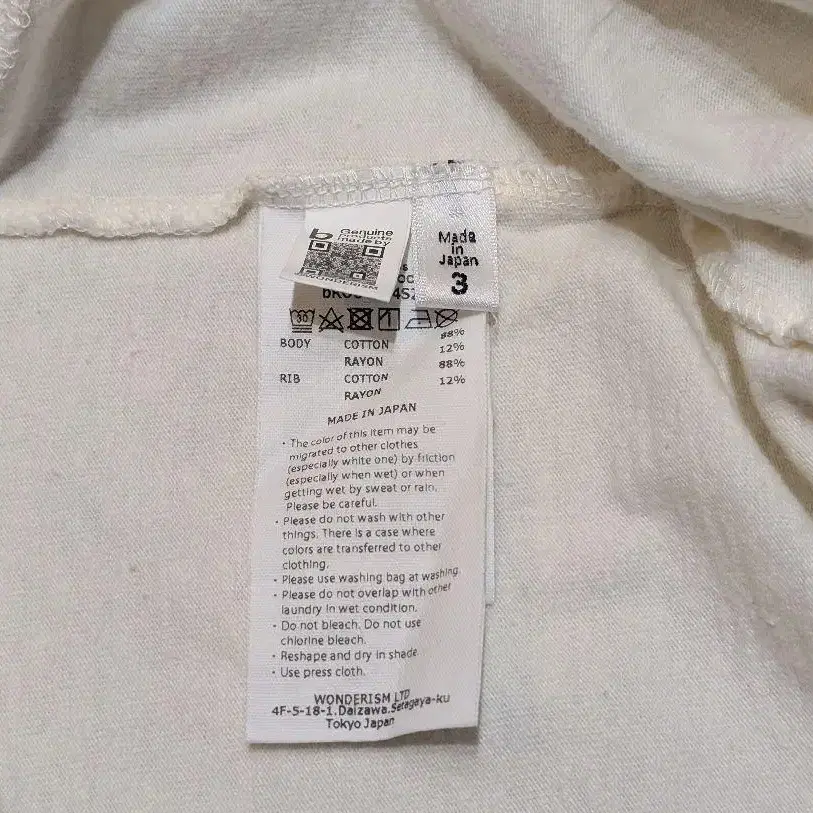 b Genuine
Products
made by
WONDERISM
Made
in
Japan
3
30
BODY COTTON 88%
RAYON 12%
RIB COTTON 88%
RAYON 12%
MADE IN JAPAN
・The color of this item may be
migrated to other clothes
(especially white one) by friction
(especially when wet) or when
getting wet by sweat or rain.
Please be careful.
・Please do not wash with other
things. There is a case where
colors are transferred to other
clothing.
・Please use washing bag at washing.
・Please do not overlap with other
laundry in wet condition.
・Do not bleach. Do not use
chlorine bleach.
・Reshape and dry in shade.
・Use press cloth.
WONDERISM LTD
4F-5-18-1.Daizawa.Setagaya-ku
Tokyo Japan